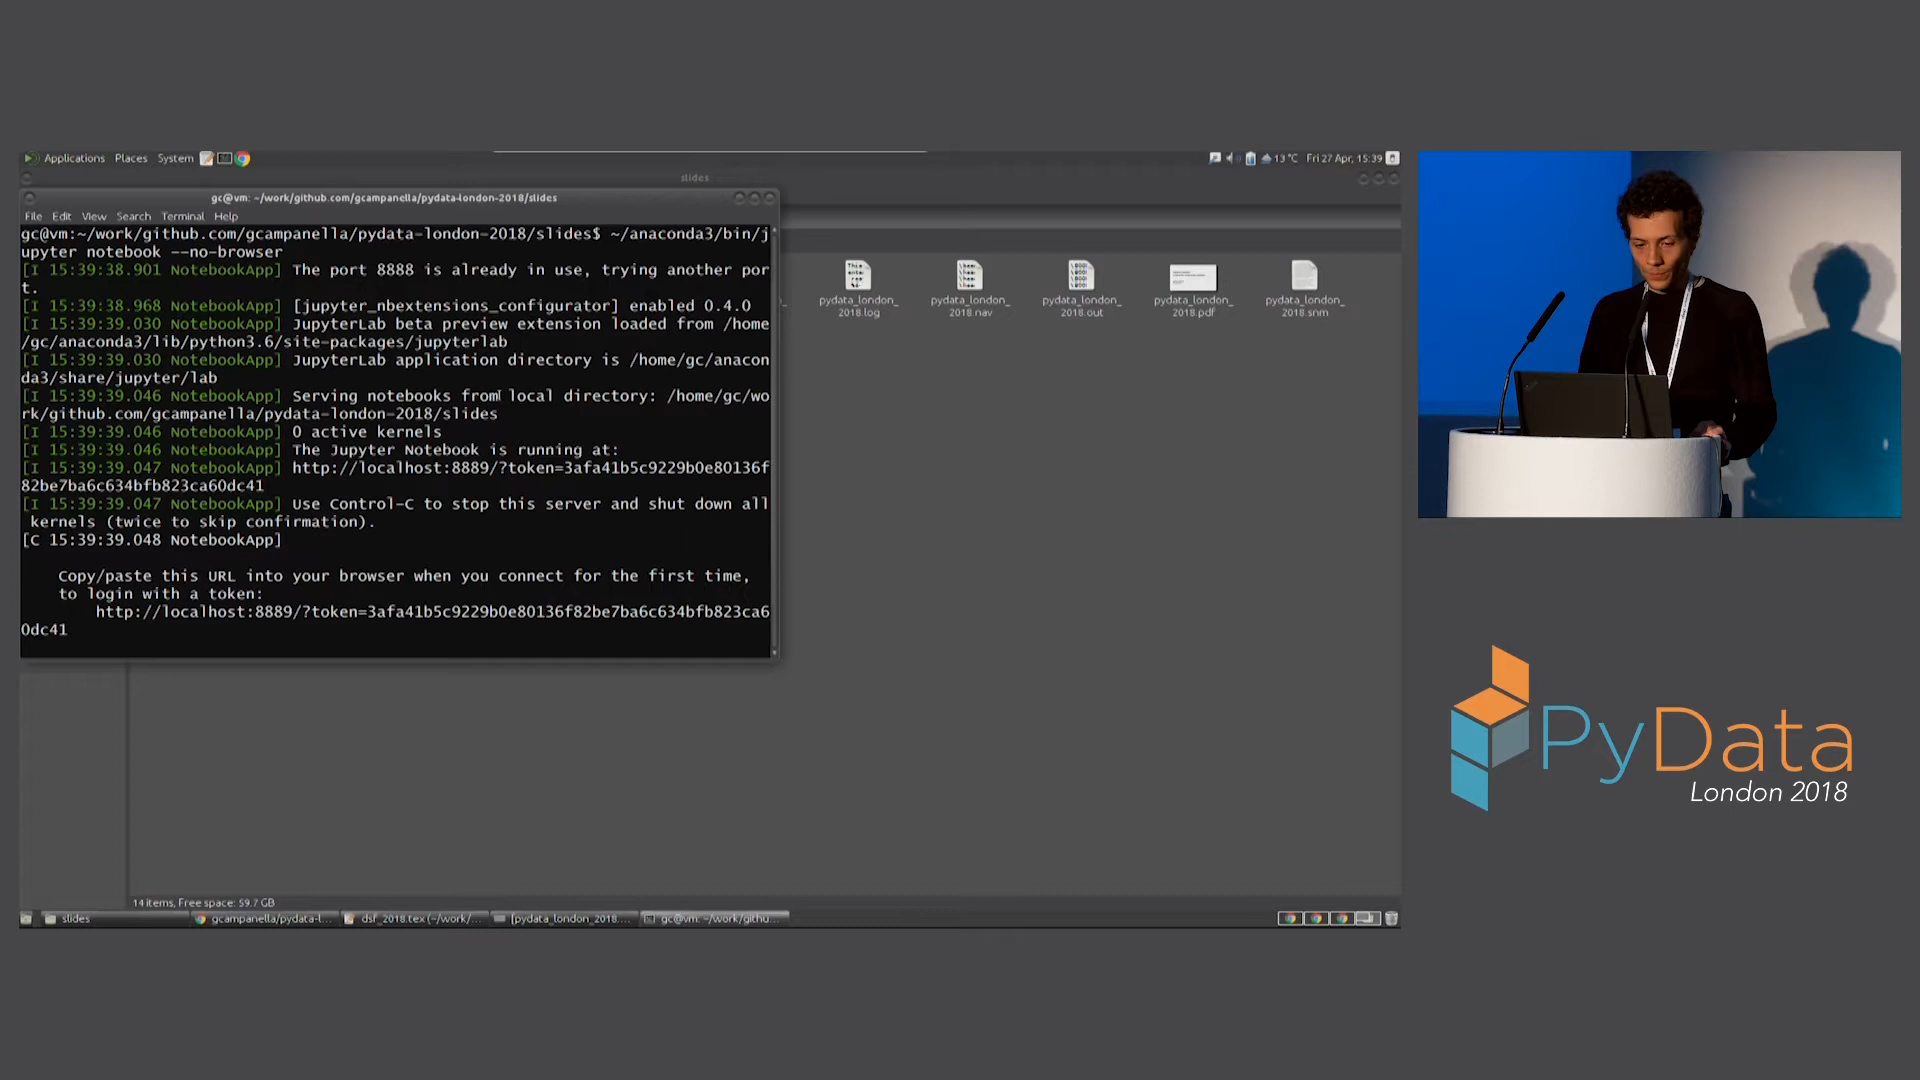 Applications Places System
13 °C Fri 27 Apr, 15:39
slides
gc@vm: ~/work/github.com/gcampanella/pydata-london-2018/slides
File Edit View Search Terminal Help
gc@vm:~/work/github.com/gcampanella/pydata-london-2018/slides$ ~/anaconda3/bin/j
upyter notebook --no-browser
[I 15:39:38.901 NotebookApp] The port 8888 is already in use, trying another por
t.
[I 15:39:38.968 NotebookApp] [jupyter_nbextensions_configurator] enabled 0.4.0
[I 15:39:39.030 NotebookApp] JupyterLab beta preview extension loaded from /home
/gc/anaconda3/lib/python3.6/site-packages/jupyterlab
[I 15:39:39.030 NotebookApp] JupyterLab application directory is /home/gc/anacon
da3/share/jupyter/lab
[I 15:39:39.046 NotebookApp] Serving notebooks from local directory: /home/gc/wo
rk/github.com/gcampanella/pydata-london-2018/slides
[I 15:39:39.046 NotebookApp] 0 active kernels
[I 15:39:39.046 NotebookApp] The Jupyter Notebook is running at:
[I 15:39:39.047 NotebookApp] http://localhost:8889/?token=3afa41b5c9229b0e80136f
82be7ba6c634bfb823ca60dc41
[I 15:39:39.047 NotebookApp] Use Control-C to stop this server and shut down all
kernels (twice to skip confirmation).
[C 15:39:39.048 NotebookApp]
Copy/paste this URL into your browser when you connect for the first time,
to login with a token:
http://localhost:8889/?token=3afa41b5c9229b0e80136f82be7ba6c634bfb823ca6
0dc41
pydata_london_
2018.log
pydata_london_
2018.nav
pydata_london_
2018.out
pydata_london_
2018.pdf
pydata_london_
2018.snm
14 items, Free space: 59.7 GB
slides
gcampanella/pydata-l...
dsf_2018.tex (~/work/...
[pydata_london_2018....
gc@vm: ~/work/githu...
PyData
London 2018